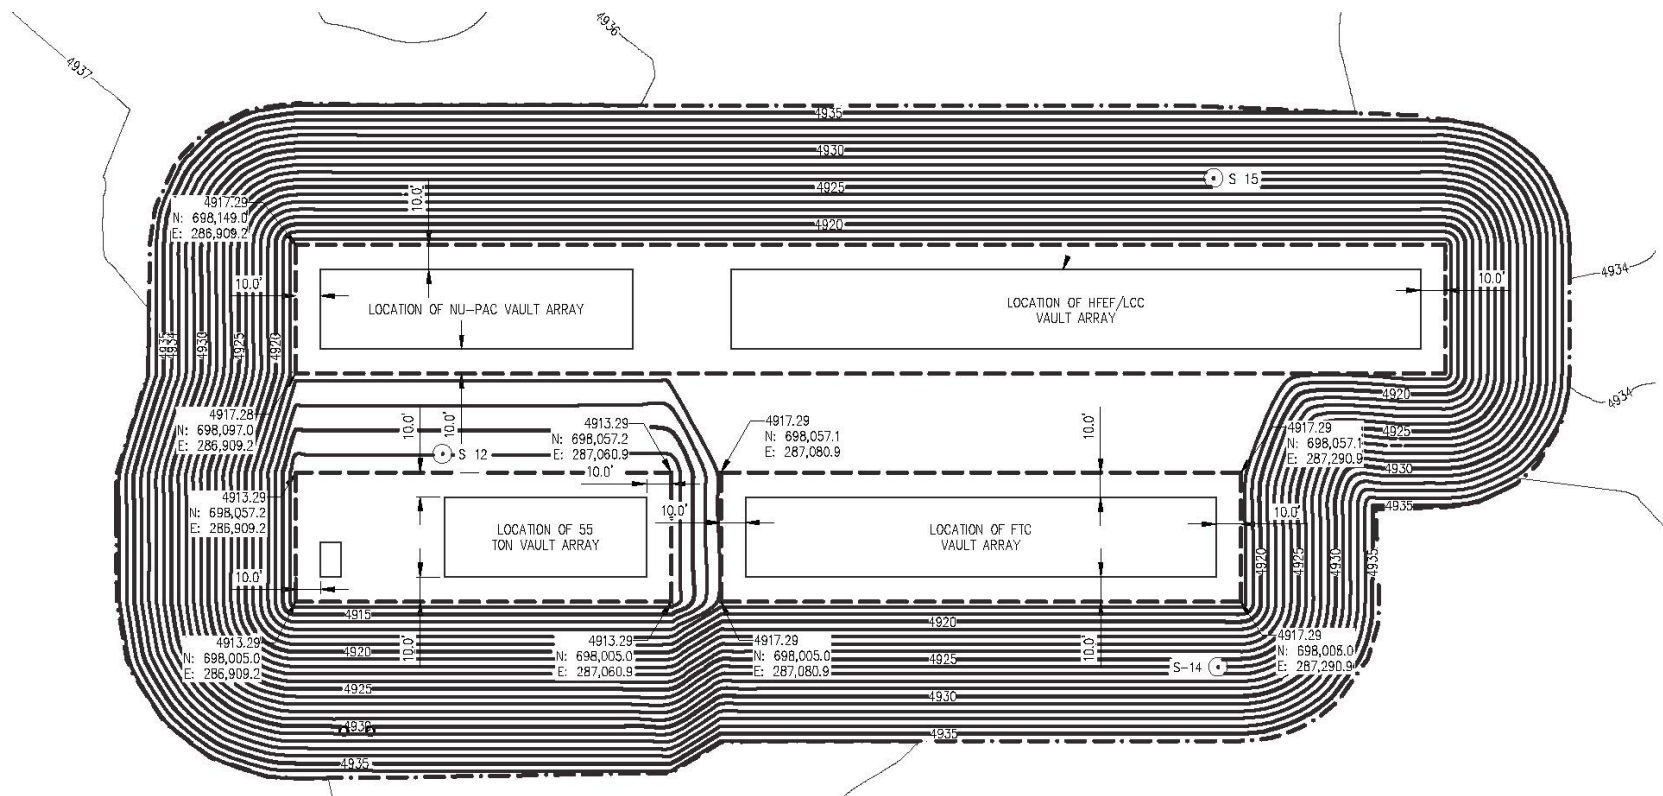 4936
4937
4935
4930
4925
S 15
10.0'
4917.29
N: 698,149.0
E: 286,909.2
4920
4934
10.0'
10.0'
LOCATION OF NU-PAC VAULT ARRAY
LOCATION OF HFEF/LCC
VAULT ARRAY
4935
4934
4930
4925
4920
4934
4920
4917.28
N: 698,097.0
E: 286,909.2
10.0'
10.0'
4913.29
N: 698,057.2
E: 287,060.9
10.0'
4917.29
N: 698,057.1
E: 287,080.9
10.0'
4917.29
N: 698,057.1
E: 287,290.9
4925
4930
4935
S 12
4913.29
N: 698,057.2
E: 286,909.2
10.0'
10.0'
LOCATION OF 55
TON VAULT ARRAY
LOCATION OF FTC
VAULT ARRAY
4920
4925
4930
4935
10.0'
4915
4920
4913.29
N: 698,005.0
E: 286,909.2
4920
10.0'
4913.29
N: 698,005.0
E: 287,060.9
4917.29
N: 698,005.0
E: 287,080.9
4925
10.0'
S-14
4917.29
N: 698,005.0
E: 287,290.9
4925
4930
4930
4935
4935